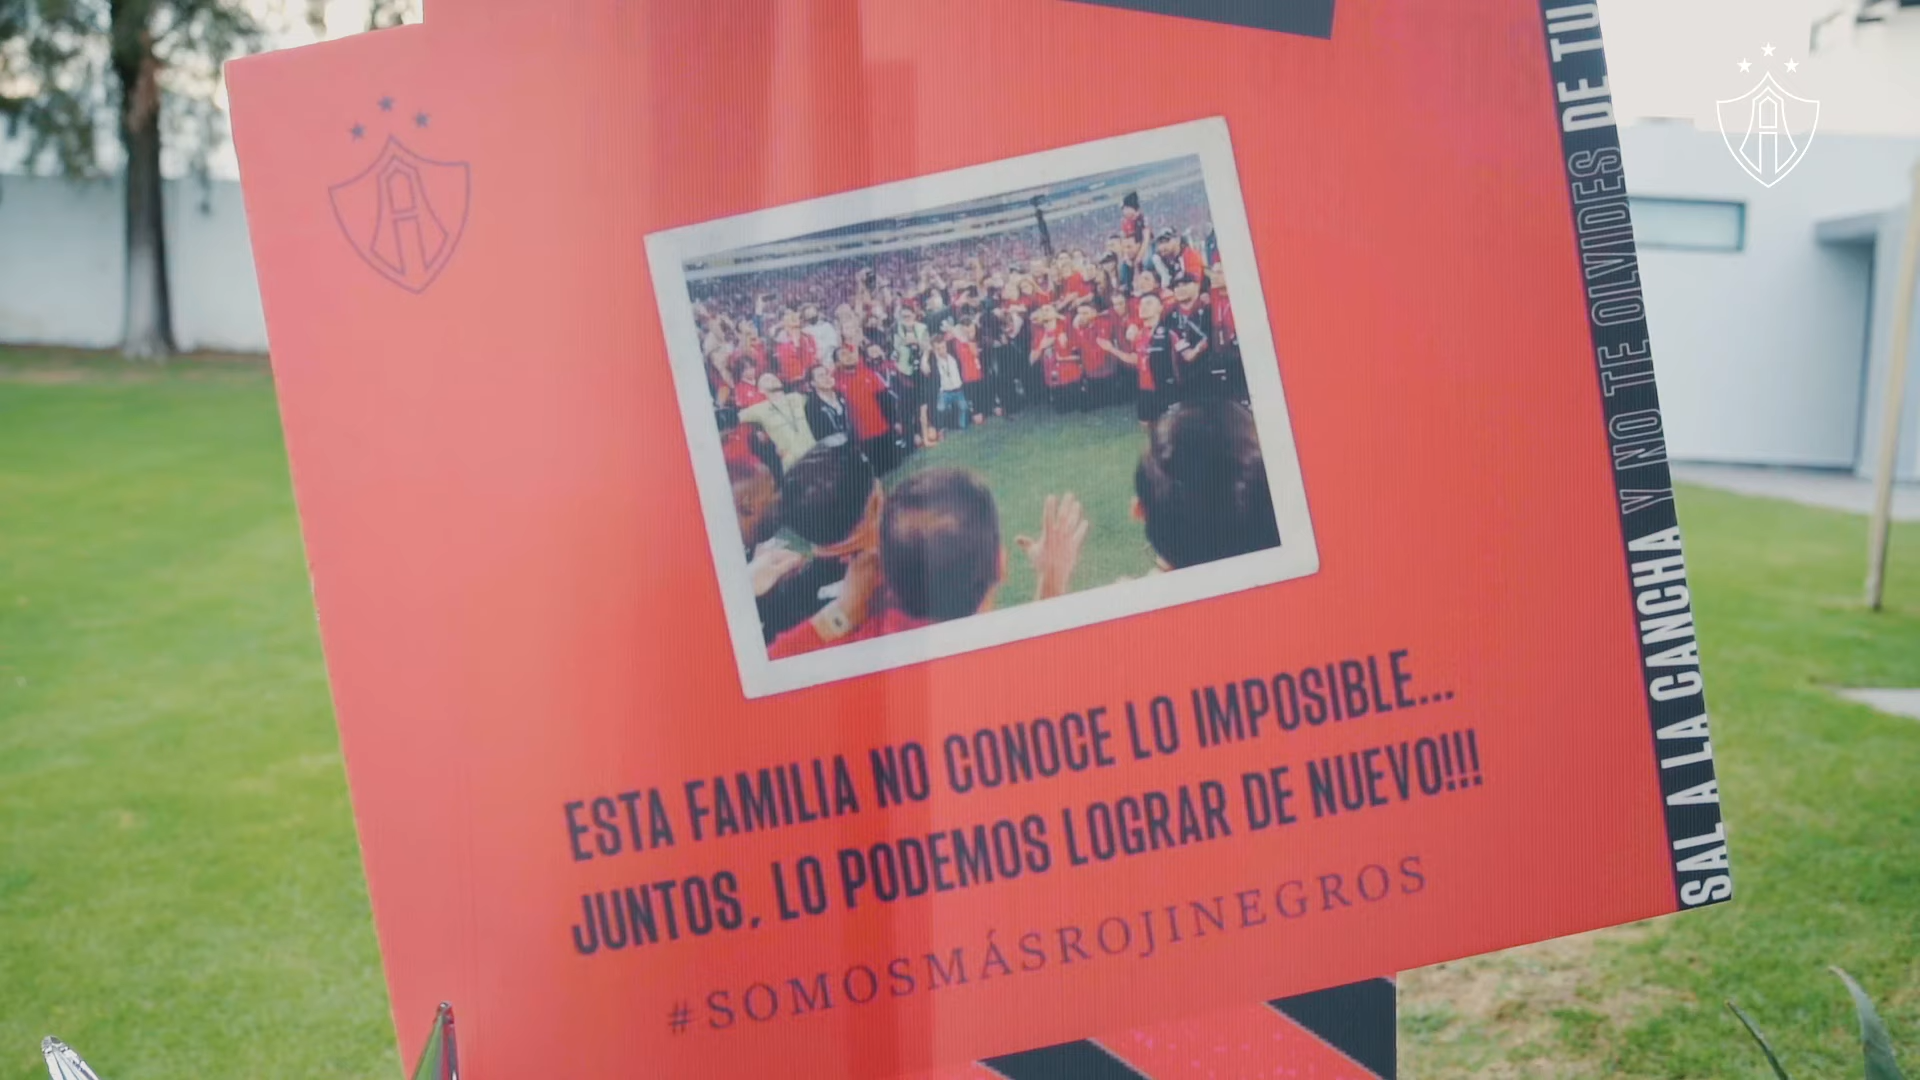 ESTA FAMILIA NO CONOCE LO IMPOSIBLE...
JUNTOS, LO PODEMOS LOGRAR DE NUEVO!!!
#SOMOSMÁSROJINEGROS
SAL A LA CANCHA Y NO TE OLVIDES DE TU